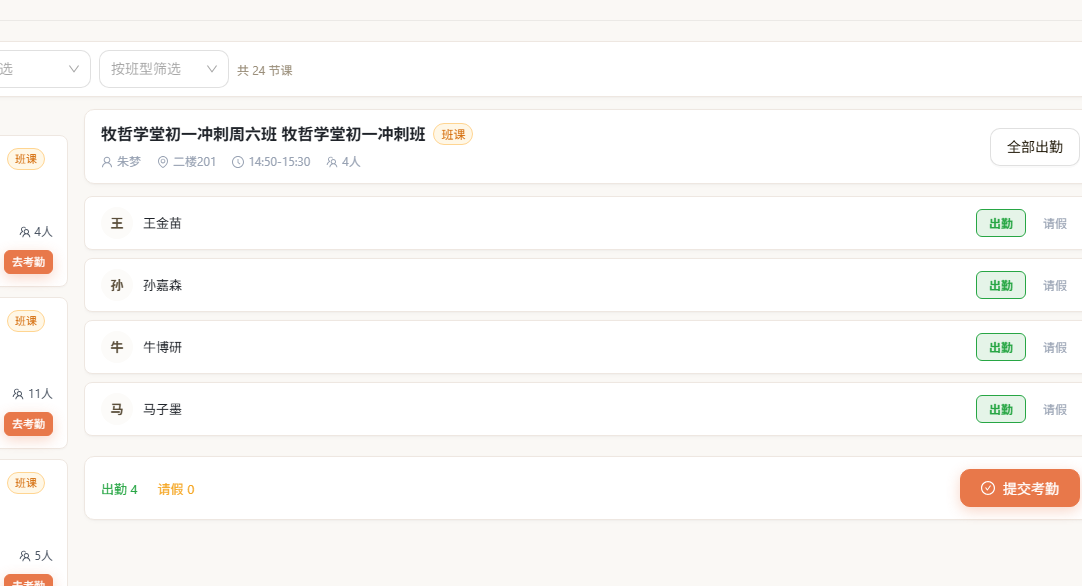 选
按班型筛选
共 24 节课
班课
4人
去考勤
班课
11人
去考勤
班课
5人
去考勤
牧哲学堂初一冲刺周六班 牧哲学堂初一冲刺班 班课
朱梦 二楼201 14:50-15:30 4人
全部出勤
王 王金苗 出勤 请假
孙 孙嘉森 出勤 请假
牛 牛博研 出勤 请假
马 马子墨 出勤 请假
出勤 4 请假 0
提交考勤